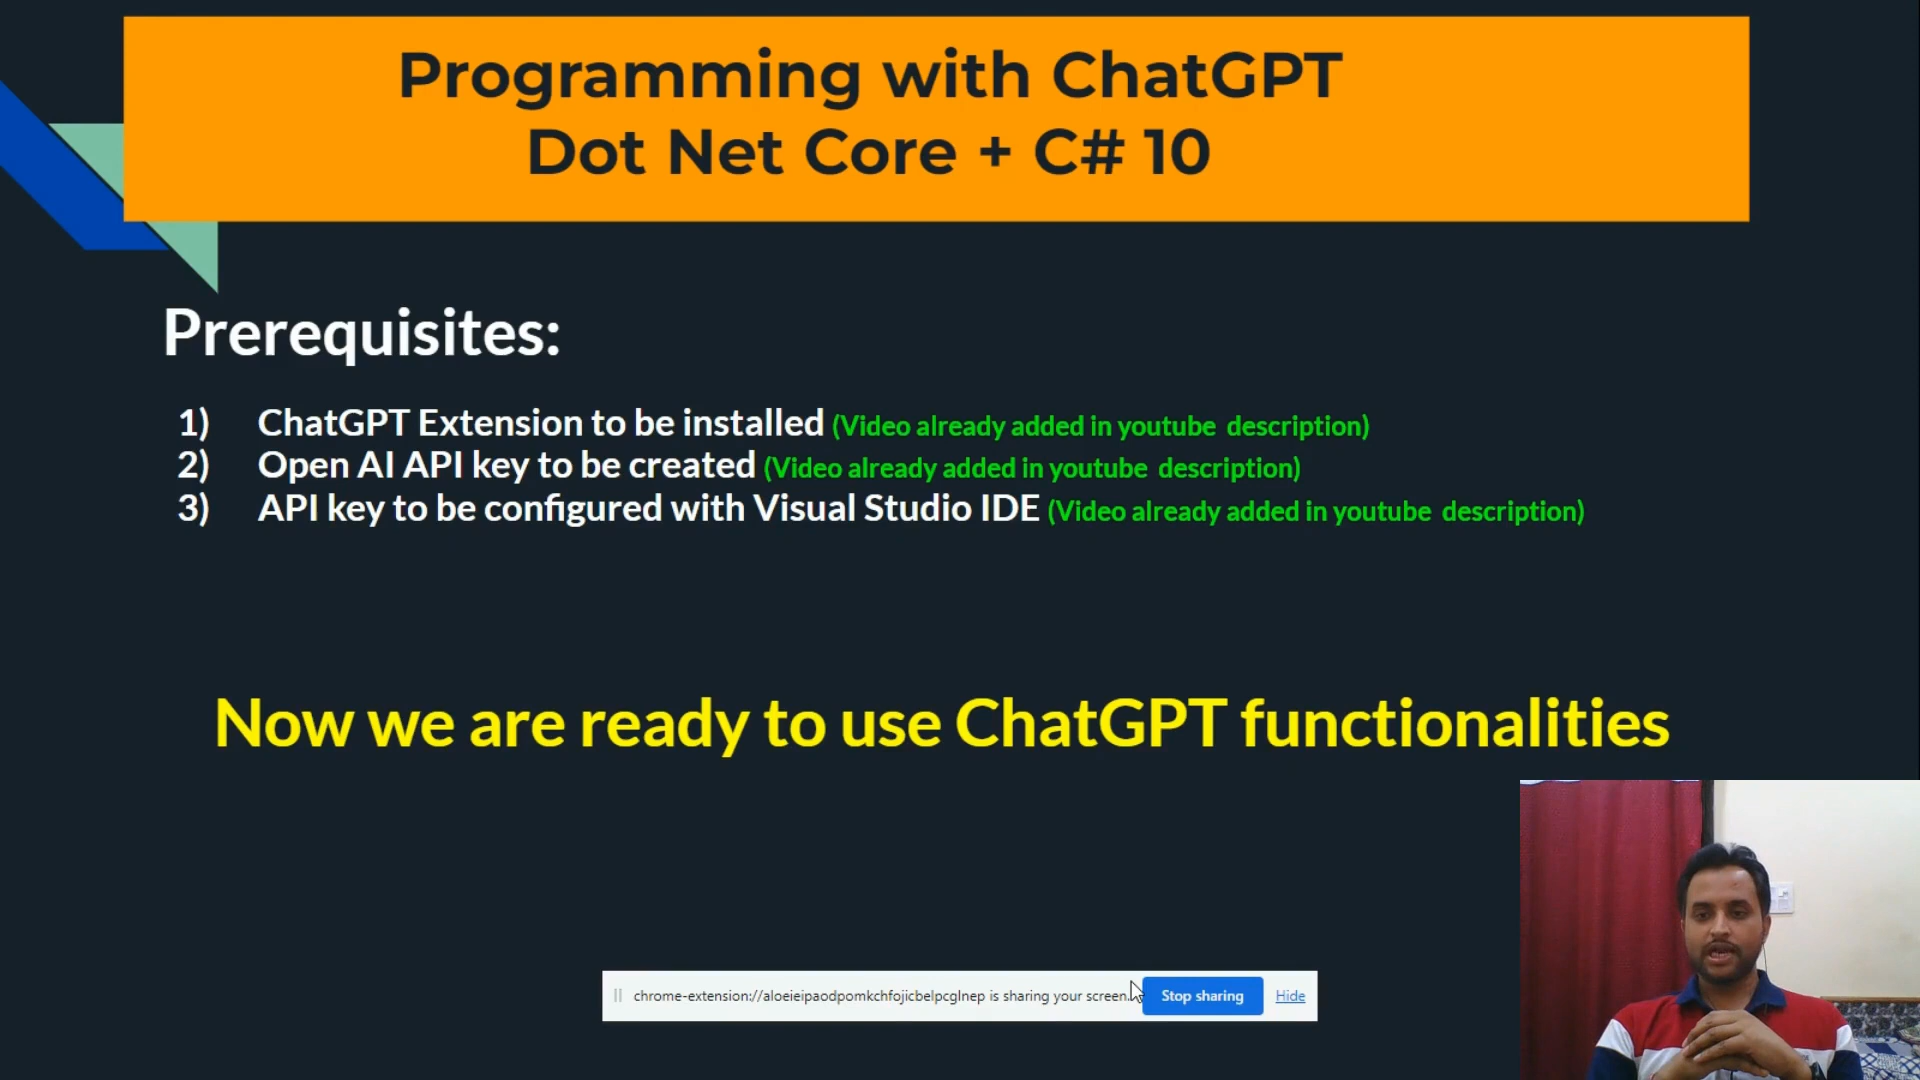 Programming with ChatGPT
Dot Net Core + C# 10
Prerequisites:
1) ChatGPT Extension to be installed (Video already added in youtube description)
2) Open AI API key to be created (Video already added in youtube description)
3) API key to be configured with Visual Studio IDE (Video already added in youtube description)
Now we are ready to use ChatGPT functionalities
chrome-extension://aloeieipaodpomkchfojicbelpcglnep is sharing your screen. Stop sharing Hide